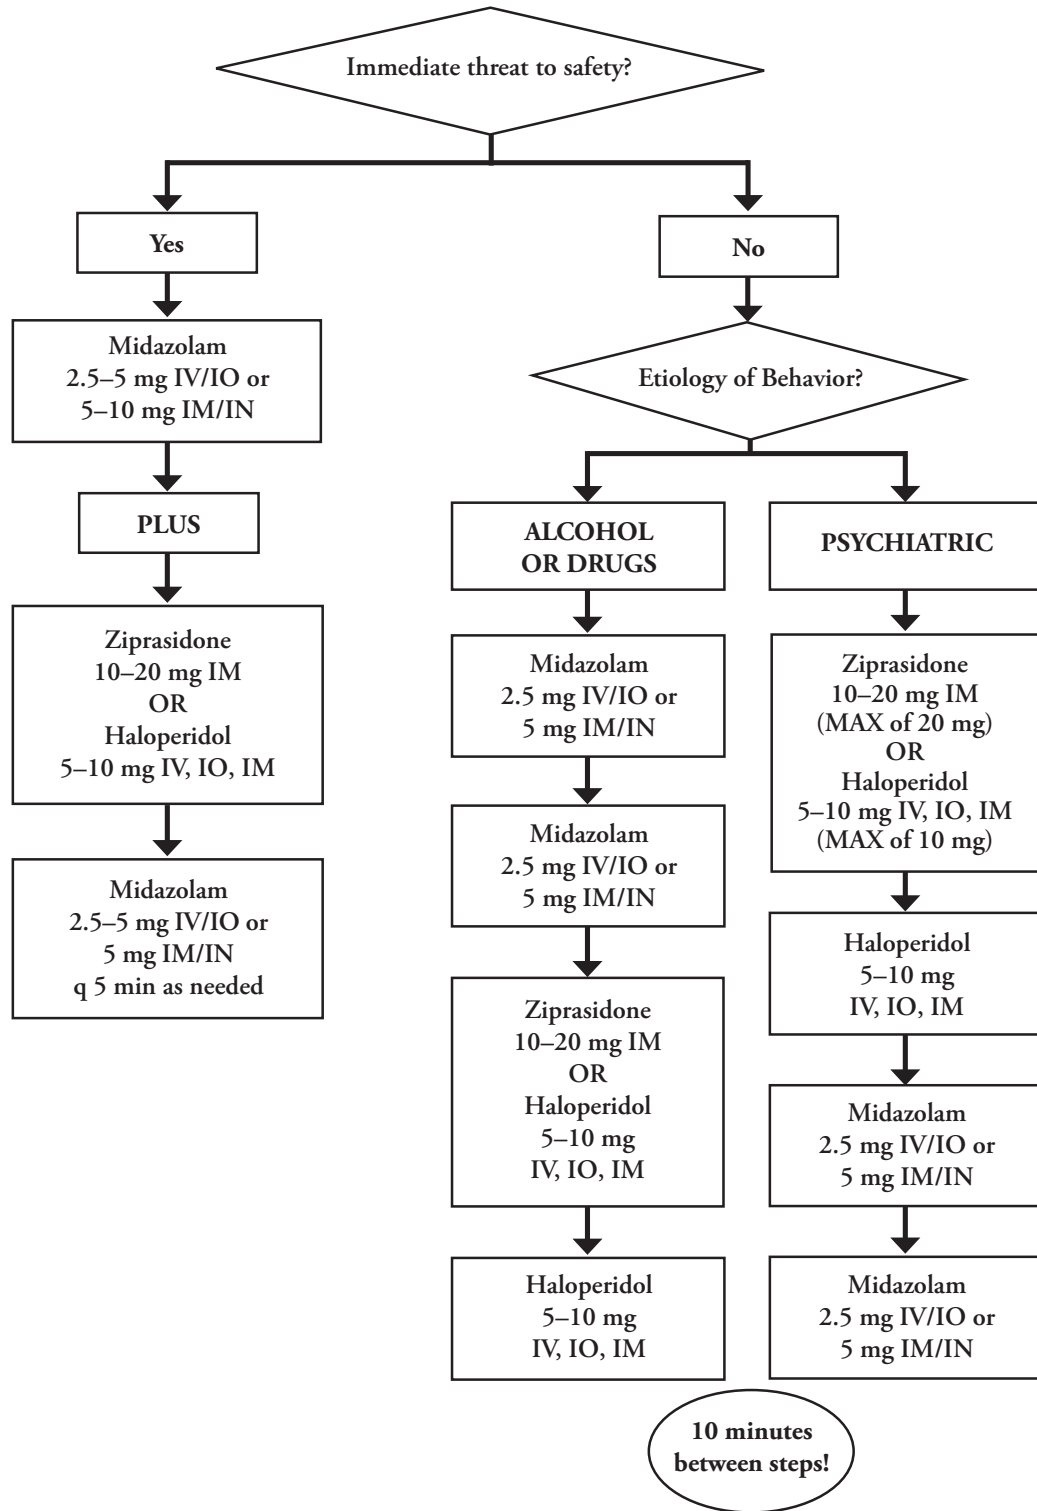 Immediate threat to safety?
Yes
Midazolam
2.5–5 mg IV/IO or
5–10 mg IM/IN
PLUS
Ziprasidone
10–20 mg IM
OR
Haloperidol
5–10 mg IV, IO, IM
Midazolam
2.5–5 mg IV/IO or
5 mg IM/IN
q 5 min as needed
No
Etiology of Behavior?
ALCOHOL
OR DRUGS
Midazolam
2.5 mg IV/IO or
5 mg IM/IN
Midazolam
2.5 mg IV/IO or
5 mg IM/IN
Ziprasidone
10–20 mg IM
OR
Haloperidol
5–10 mg
IV, IO, IM
Haloperidol
5–10 mg
IV, IO, IM
PSYCHIATRIC
Ziprasidone
10–20 mg IM
(MAX of 20 mg)
OR
Haloperidol
5–10 mg IV, IO, IM
(MAX of 10 mg)
Haloperidol
5–10 mg
IV, IO, IM
Midazolam
2.5 mg IV/IO or
5 mg IM/IN
Midazolam
2.5 mg IV/IO or
5 mg IM/IN
10 minutes
between steps!